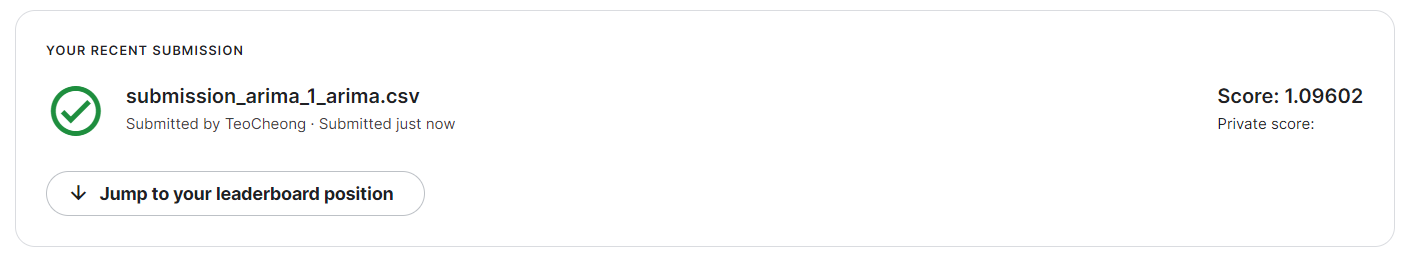 YOUR RECENT SUBMISSION
submission_arima_1_arima.csv
Score: 1.09602
Submitted by TeoCheong · Submitted just now
Private score:
Jump to your leaderboard position